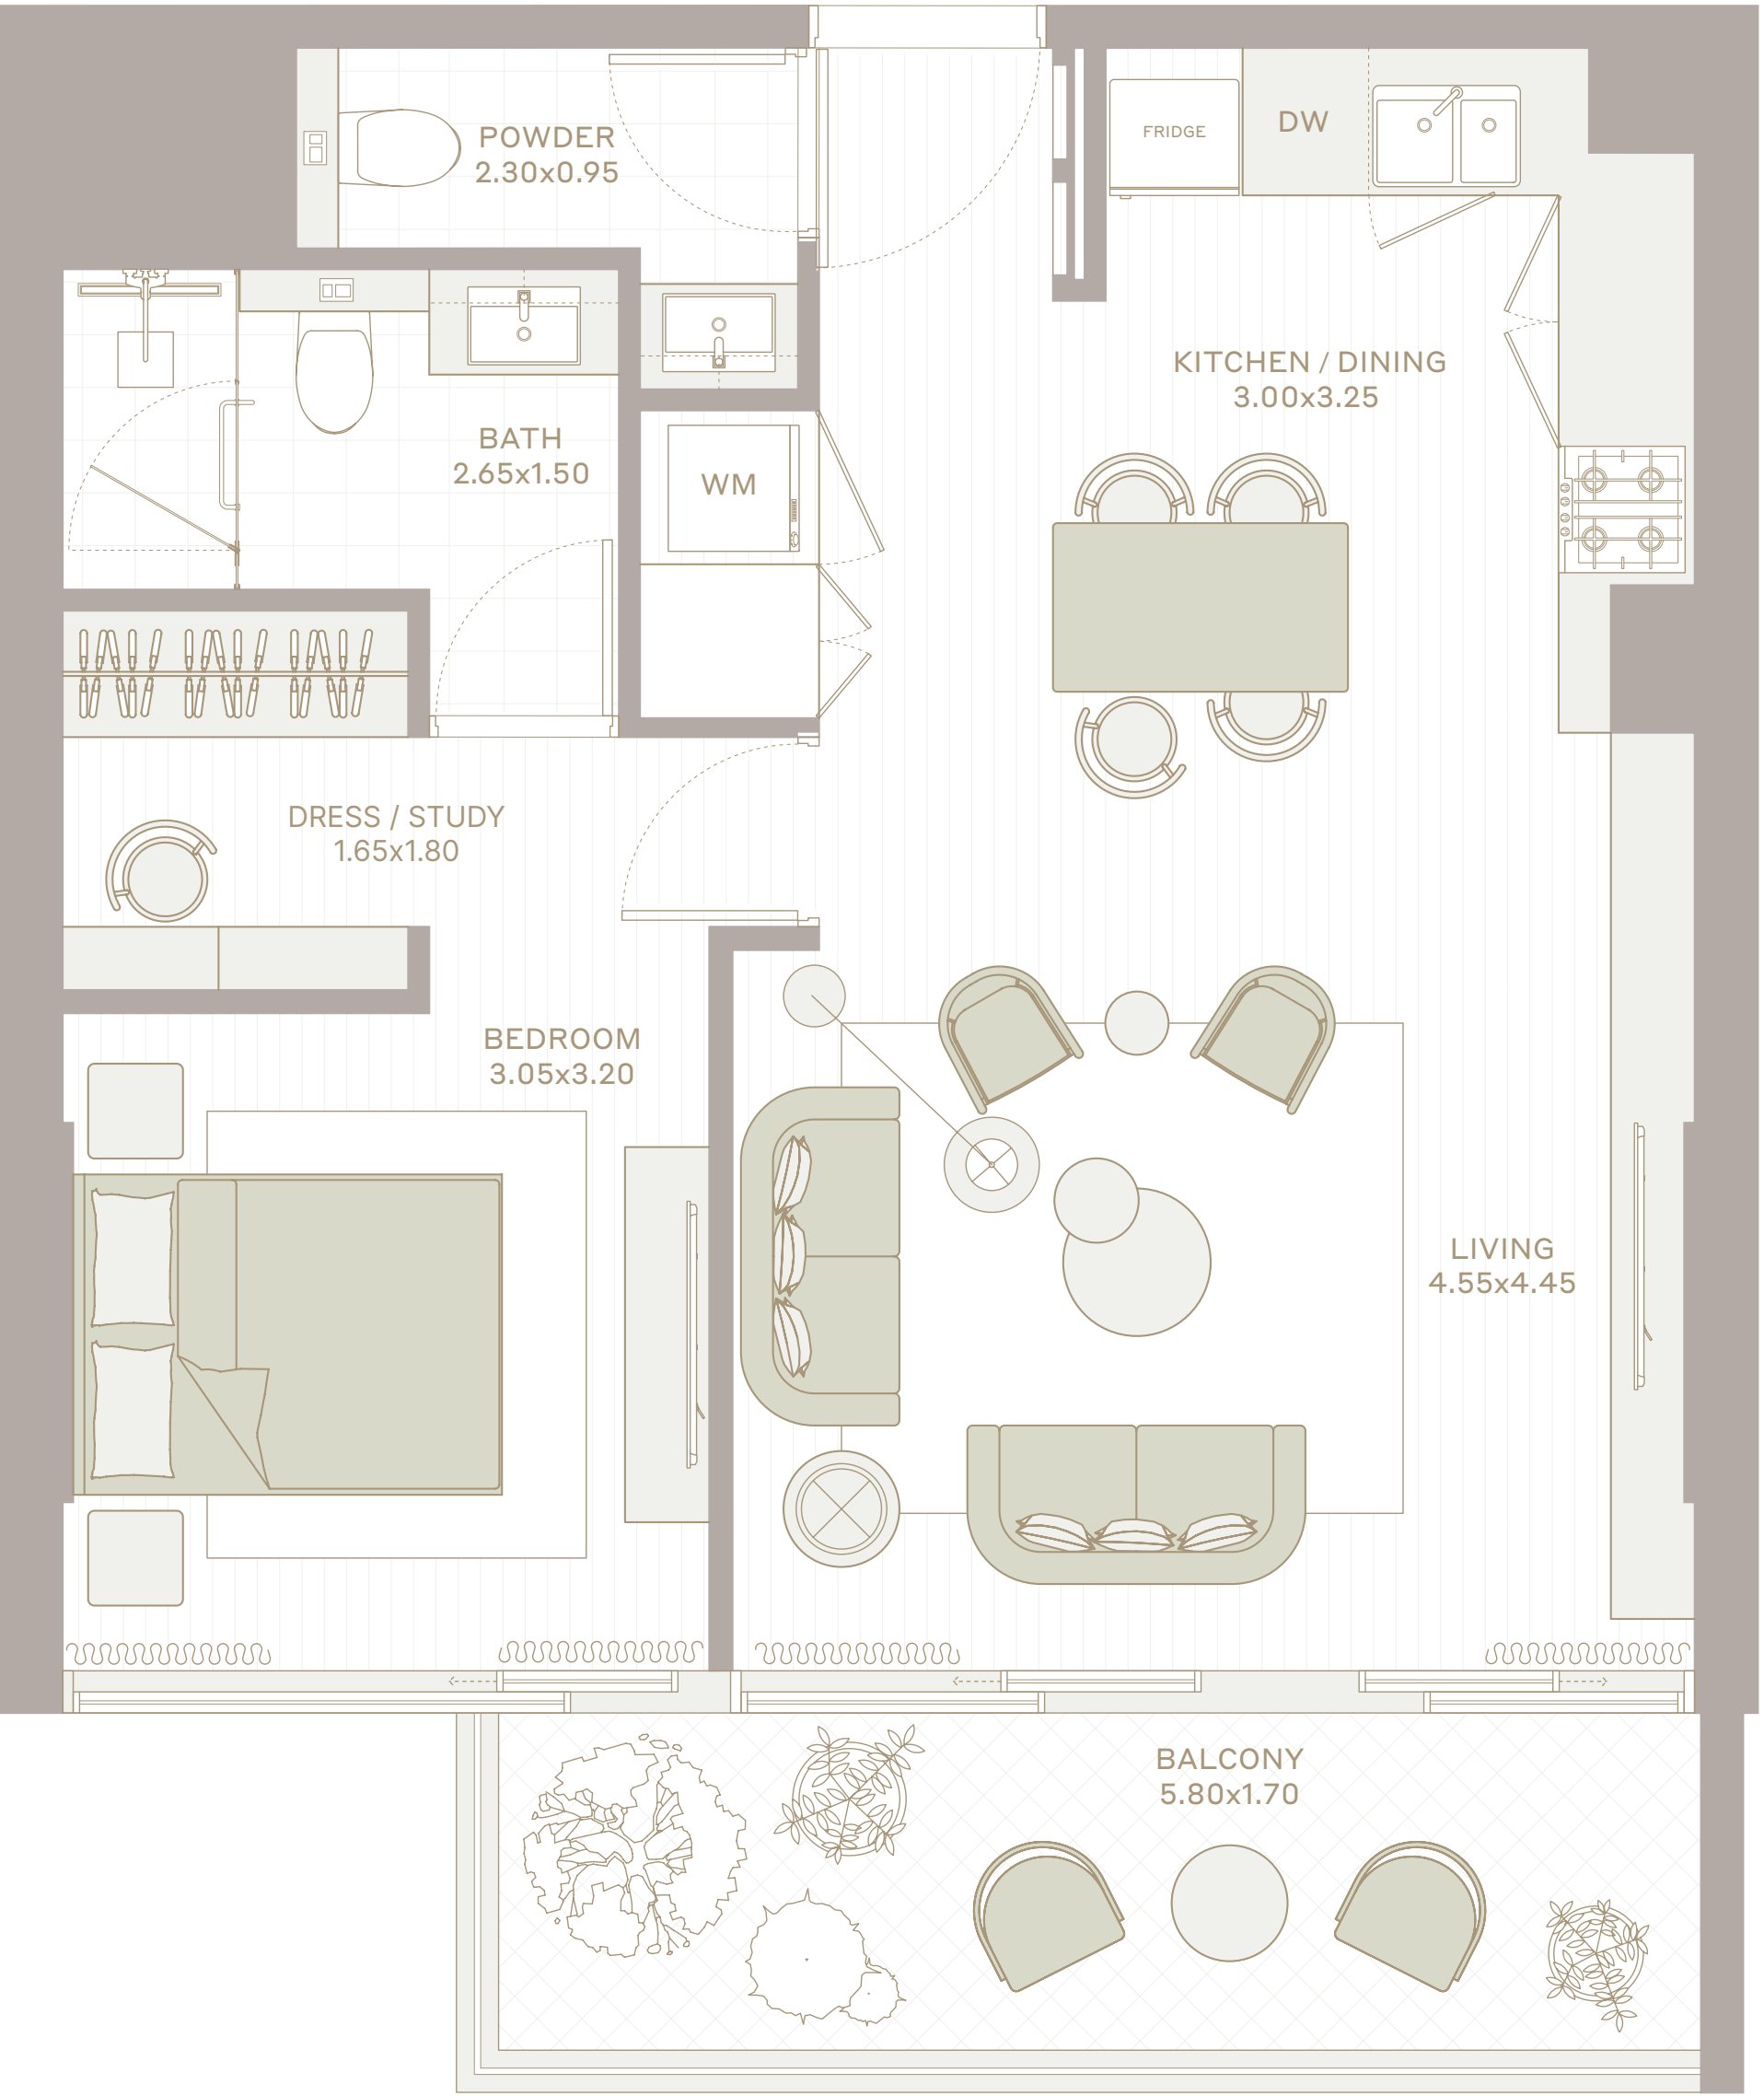 POWDER
2.30x0.95
FRIDGE
DW
KITCHEN / DINING
3.00x3.25
BATH
2.65x1.50
WM
DRESS / STUDY
1.65x1.80
BEDROOM
3.05x3.20
LIVING
4.55x4.45
BALCONY
5.80x1.70